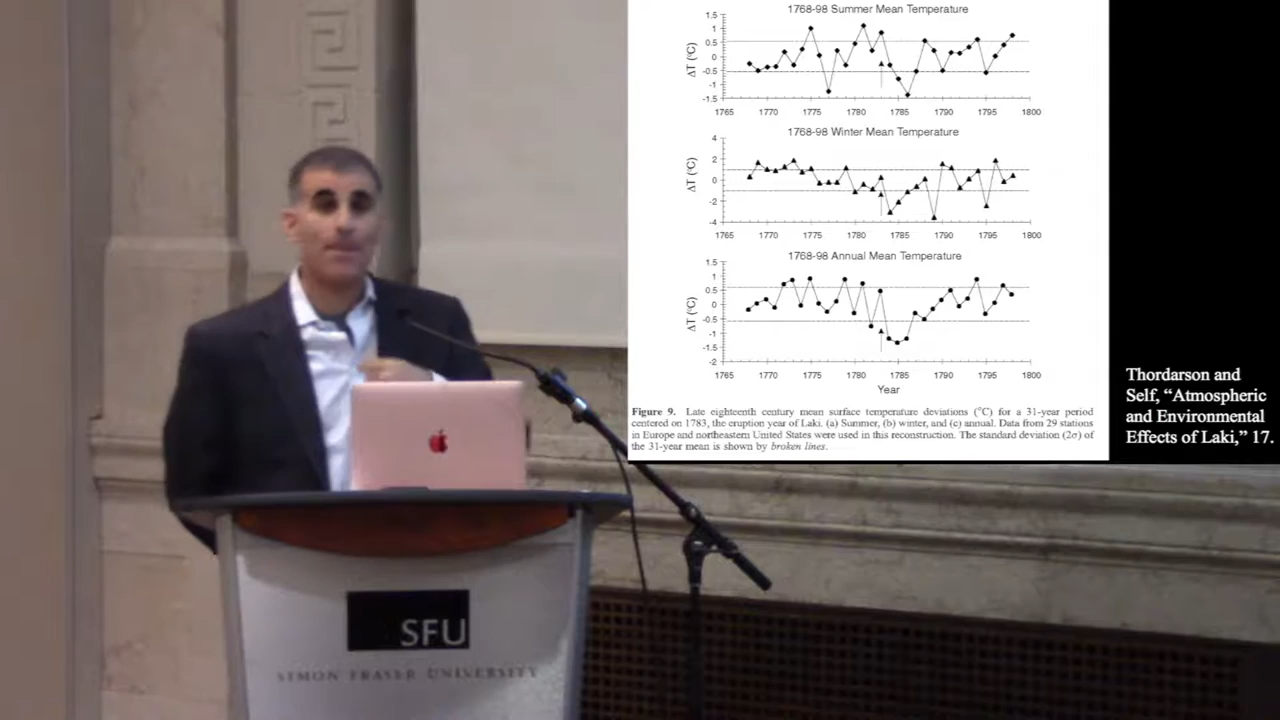 1768-98 Summer Mean Temperature
1.5
1
0.5
0
-0.5
-1
-1.5
ΔT (°C)
1765 1770 1775 1780 1785 1790 1795 1800
1768-98 Winter Mean Temperature
4
2
0
-2
-4
ΔT (°C)
1765 1770 1775 1780 1785 1790 1795 1800
1768-98 Annual Mean Temperature
1.5
1
0.5
0
-0.5
-1
-1.5
-2
ΔT (°C)
1765 1770 1775 1780 1785 1790 1795 1800
Year
Figure 9. Late eighteenth century mean surface temperature deviations (°C) for a 31-year period
centered on 1783, the eruption year of Laki. (a) Summer, (b) winter, and (c) annual. Data from 29 stations
in Europe and northeastern United States were used in this reconstruction. The standard deviation (2σ) of
the 31-year mean is shown by broken lines.
Thordarson and
Self, “Atmospheric
and Environmental
Effects of Laki,” 17.
SFU
SIMON FRASER UNIVERSITY